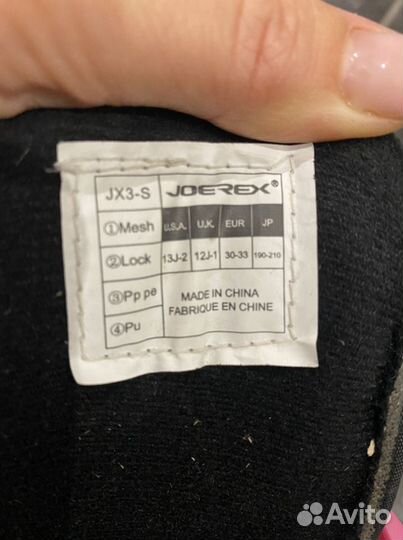 JX3-S JOEREX®
①Mesh U.S.A. U.K. EUR JP
②Lock 13J-2 12J-1 30-33 190-210
③Pp pe MADE IN CHINA
FABRIQUE EN CHINE
④Pu
Avito